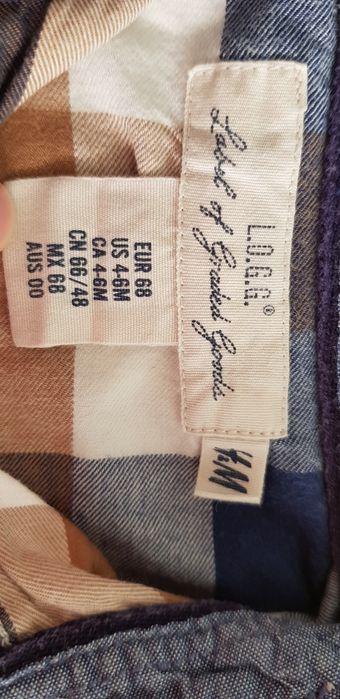 L.O.G.G.®
Label of Graded Goods
H&M
EUR 68
US 4-6M
CA 4-6M
CN 66/48
MX 68
AUS 00